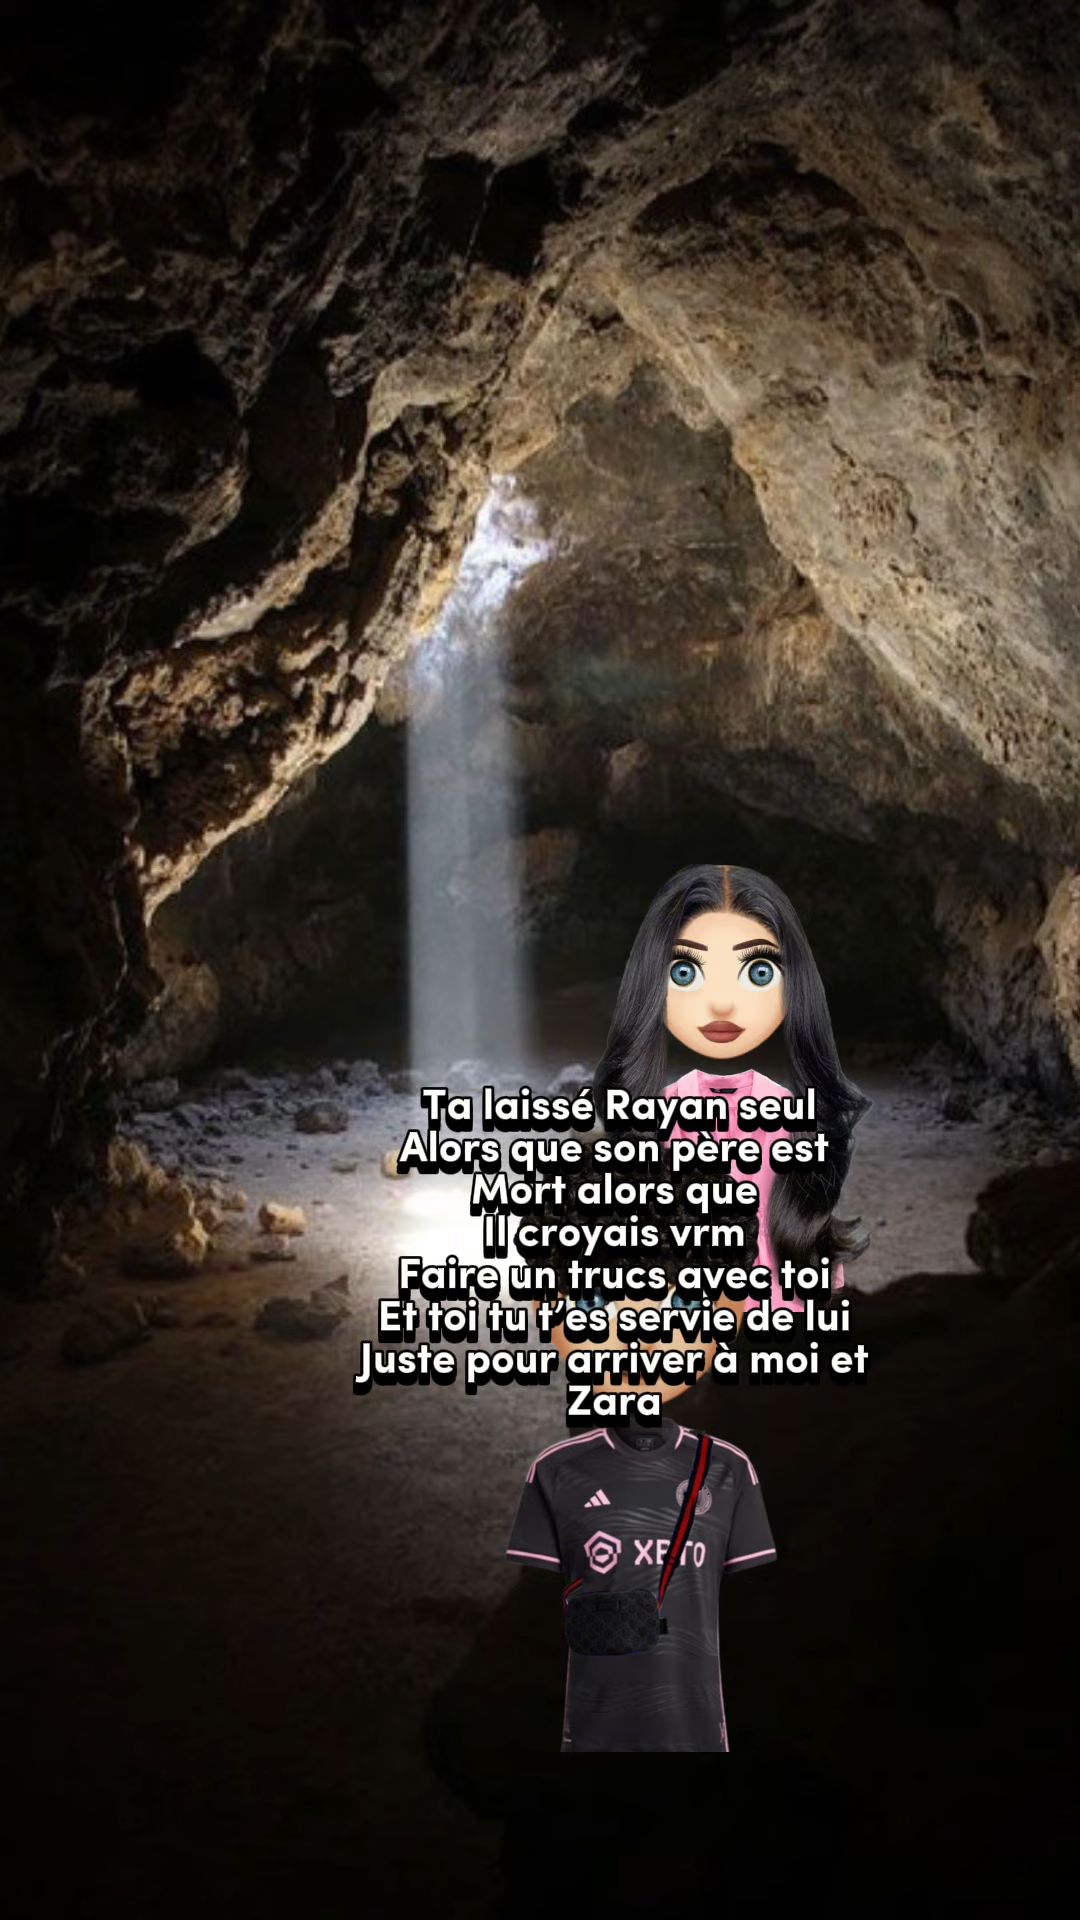 Ta laissé Rayan seul
Alors que son père est
Mort alors que
Il croyais vrm
Faire un trucs avec toi
Et toi tu t'es servie de lui
Juste pour arriver à moi et
Zara